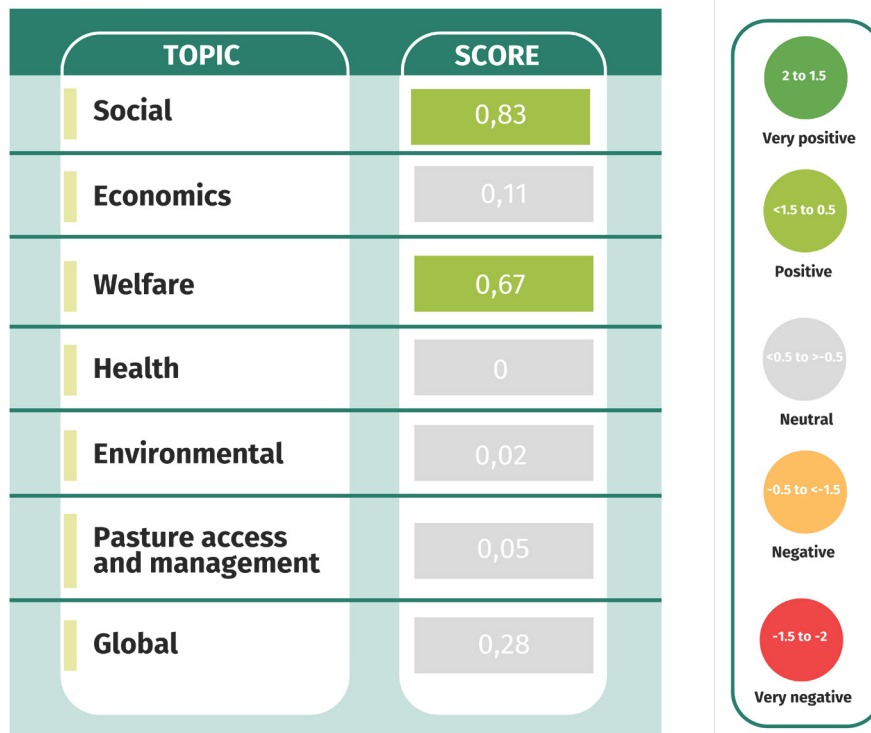 TOPIC SCORE
Social 0,83
Economics 0,11
Welfare 0,67
Health 0
Environmental 0,02
Pasture access
and management 0,05
Global 0,28
2 to 1.5
Very positive
<1.5 to 0.5
Positive
<0.5 to >-0.5
Neutral
-0.5 to <-1.5
Negative
-1.5 to -2
Very negative